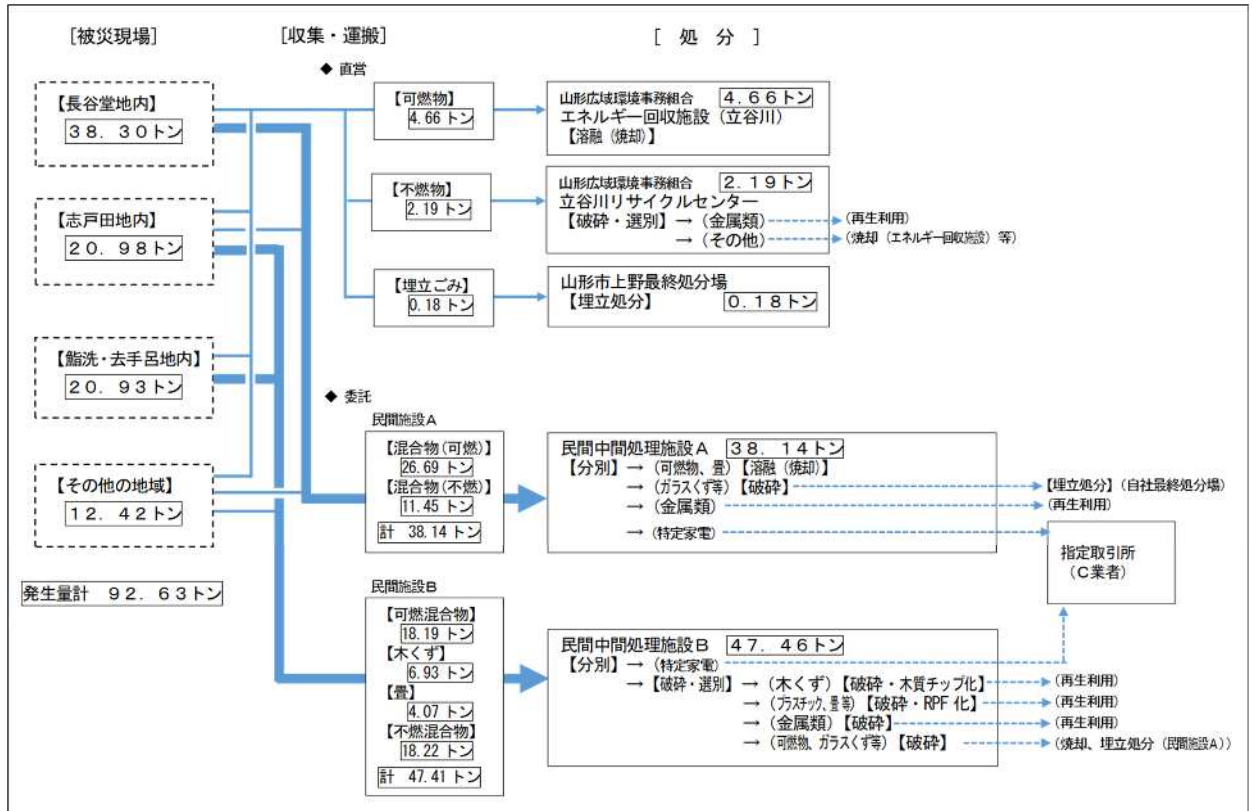 [被災現場]
[収集・運搬]
[ 処 分 ]
◆ 直営
【長谷堂地内】
38.30トン
【志戸田地内】
20.98トン
【鮨洗・去手呂地内】
20.93トン
【その他の地域】
12.42トン
発生量計 92.63トン
【可燃物】
4.66 トン
山形広域環境事務組合 4.66トン
エネルギー回収施設（立谷川）
【溶融（焼却）】
【不燃物】
2.19 トン
山形広域環境事務組合 2.19トン
立谷川リサイクルセンター
【破砕・選別】→（金属類） (再生利用)
→（その他） (焼却（エネルギー回収施設）等)
【埋立ごみ】
0.18 トン
山形市上野最終処分場
【埋立処分】 0.18トン
◆ 委託
民間施設A
【混合物(可燃)】
26.69 トン
【混合物(不燃)】
11.45 トン
計 38.14 トン
民間中間処理施設A 38.14トン
【分別】→（可燃物、畳）【溶融（焼却）】
→（ガラスくず等）【破砕】 【埋立処分】(自社最終処分場)
→（金属類） (再生利用)
→（特定家電）
指定取引所
（C業者）
民間施設B
【可燃混合物】
18.19 トン
【木くず】
6.93 トン
【畳】
4.07 トン
【不燃混合物】
18.22 トン
計 47.41 トン
民間中間処理施設B 47.46トン
【分別】→（特定家電）
→【破砕・選別】→（木くず）【破砕・木質チップ化】 (再生利用)
→（プラスチック、畳等）【破砕・RPF化】 (再生利用)
→（金属類）【破砕】 (再生利用)
→（可燃物、ガラスくず等）【破砕】 (焼却、埋立処分（民間施設A）)